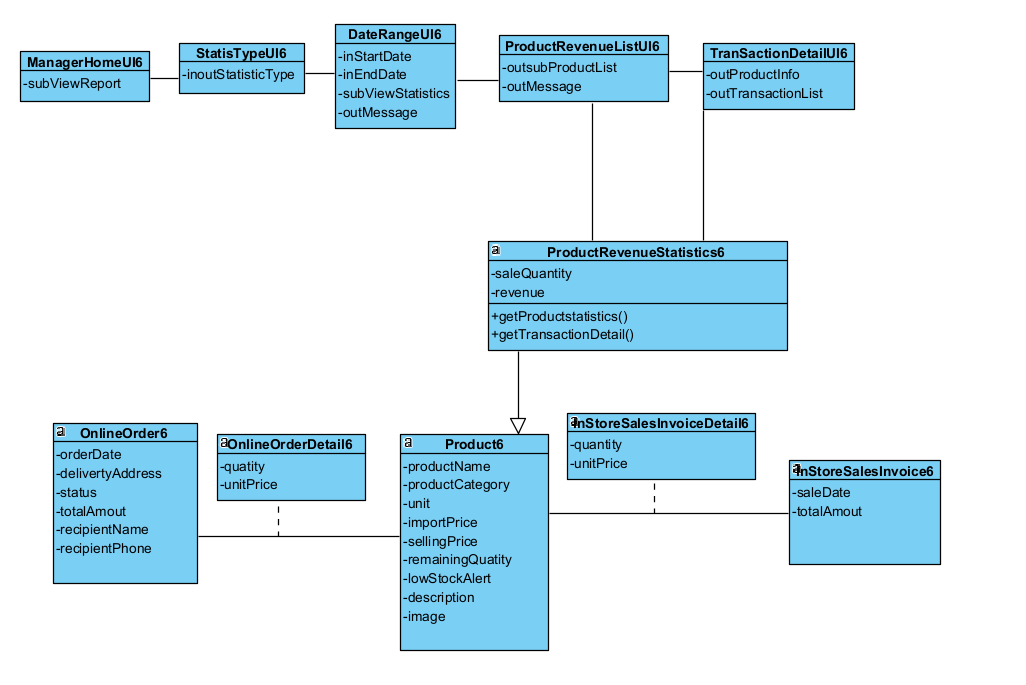 ManagerHomeUI6
-subViewReport
StatisTypeUI6
-inoutStatisticType
DateRangeUI6
-inStartDate
-inEndDate
-subViewStatistics
-outMessage
ProductRevenueListUI6
-outsubProductList
-outMessage
TranSactionDetailUI6
-outProductInfo
-outTransactionList
a
ProductRevenueStatistics6
-saleQuantity
-revenue
+getProductstatistics()
+getTransactionDetail()
a
OnlineOrder6
-orderDate
-delivertyAddress
-status
-totalAmout
-recipientName
-recipientPhone
a
OnlineOrderDetail6
-quatity
-unitPrice
a
Product6
-productName
-productCategory
-unit
-importPrice
-sellingPrice
-remainingQuatity
-lowStockAlert
-description
-image
a
InStoreSalesInvoiceDetail6
-quantity
-unitPrice
a
InStoreSalesInvoice6
-saleDate
-totalAmout